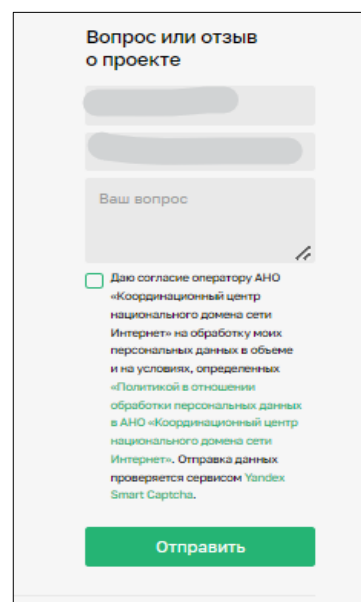 Вопрос или отзыв
о проекте
Ваш вопрос
Даю согласие оператору АНО
«Координационный центр
национального домена сети
Интернет» на обработку моих
персональных данных в объеме
и на условиях, определенных
«Политикой в отношении
обработки персональных данных
в АНО «Координационный центр
национального домена сети
Интернет». Отправка данных
проверяется сервисом Yandex
Smart Captcha.
Отправить